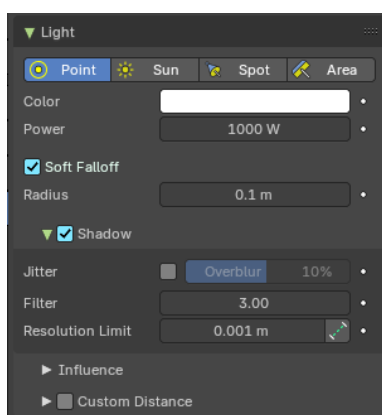 Light
Point Sun Spot Area
Color
Power 1000 W
Soft Falloff
Radius 0.1 m
Shadow
Jitter Overblur 10%
Filter 3.00
Resolution Limit 0.001 m
Influence
Custom Distance